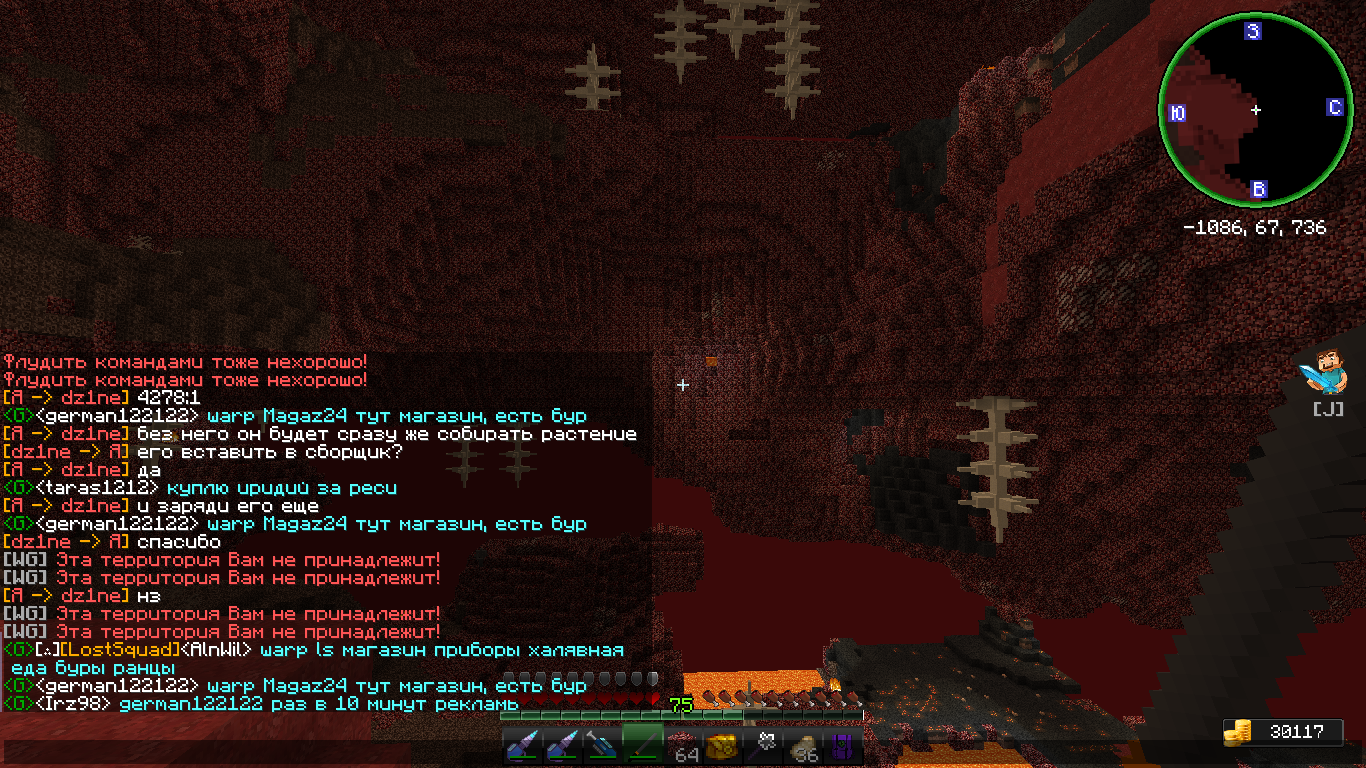 З
Ю
С
В
-1086, 67, 736
[J]
Флудить командами тоже нехорошо!
Флудить командами тоже нехорошо!
[Я -> dz1ne] 4278:1
<G><german122122> warp Magaz24 тут магазин, есть бур
[Я -> dz1ne] без него он будет сразу же собирать растение
[dz1ne -> Я] его вставить в сборщик?
[Я -> dz1ne] да
<G><taras1212> куплю иридий за реси
[Я -> dz1ne] и заряди его еще
<G><german122122> warp Magaz24 тут магазин, есть бур
[dz1ne -> Я] спасибо
[WG] Эта территория Вам не принадлежит!
[WG] Эта территория Вам не принадлежит!
[Я -> dz1ne] нз
[WG] Эта территория Вам не принадлежит!
[WG] Эта территория Вам не принадлежит!
<G>[LostSquad]<AlnWil> warp ls магазин приборы халявная
еда буры ранцы
<G><german122122> warp Magaz24 тут магазин, есть бур
<G><Irz98> german122122 раз в 10 минут рекламь
75
64
36
30117